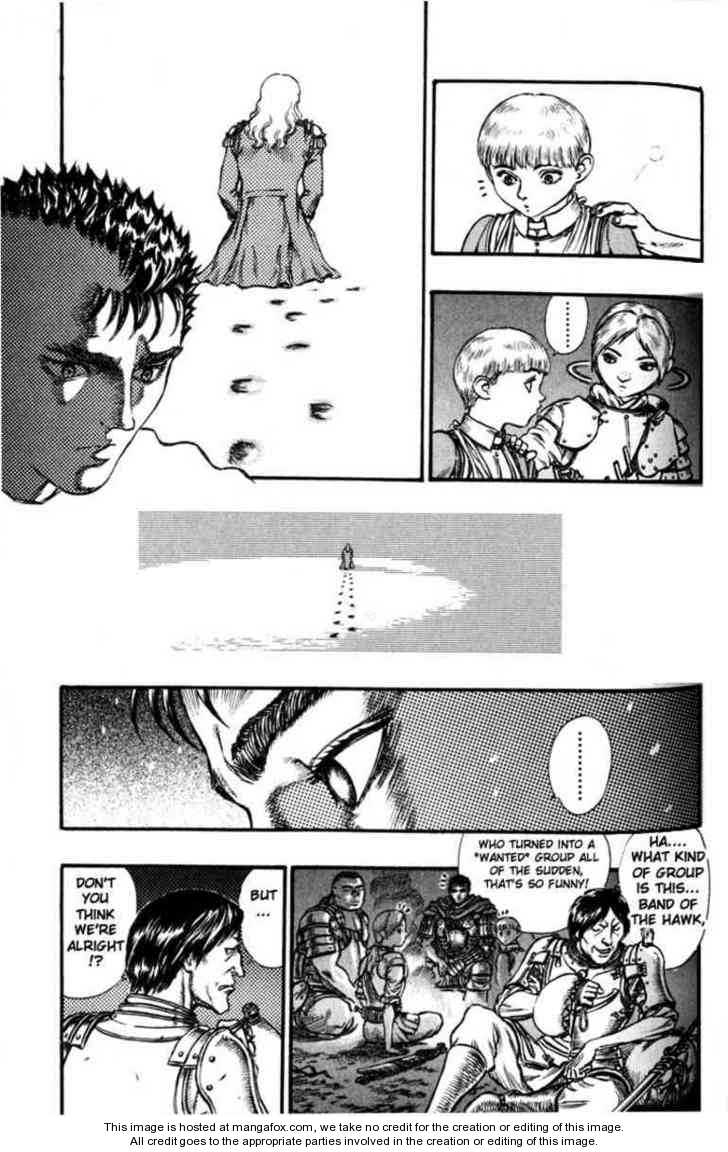 HA....
WHAT KIND
OF GROUP
IS THIS...
BAND OF
THE HAWK,
WHO TURNED INTO A
"WANTED" GROUP ALL
OF THE SUDDEN,
THAT'S SO FUNNY!
BUT
...
DON'T
YOU
THINK
WE'RE
ALRIGHT
!?
This image is hosted at mangafox.com, we take no credit for the creation or editing of this image.
All credit goes to the appropriate parties involved in the creation or editing of this image.